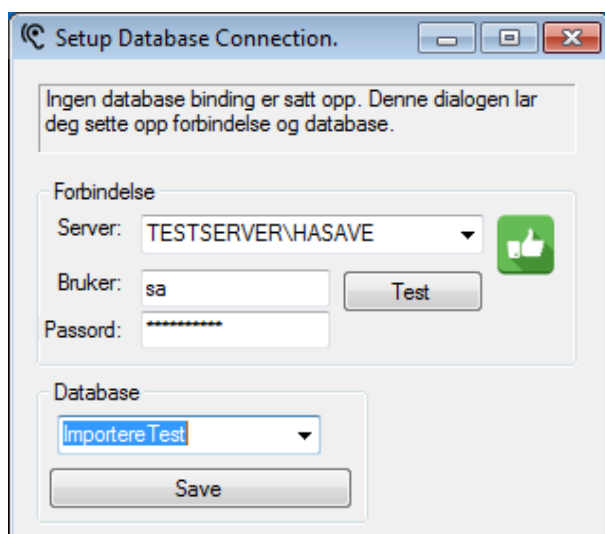 Setup Database Connection.
Ingen database binding er satt opp. Denne dialogen lar
deg sette opp forbindelse og database.
Forbindelse
Server: TESTSERVER\HASAVE
Bruker: sa
Test
Passord: **********
Database
ImportereTest
Save